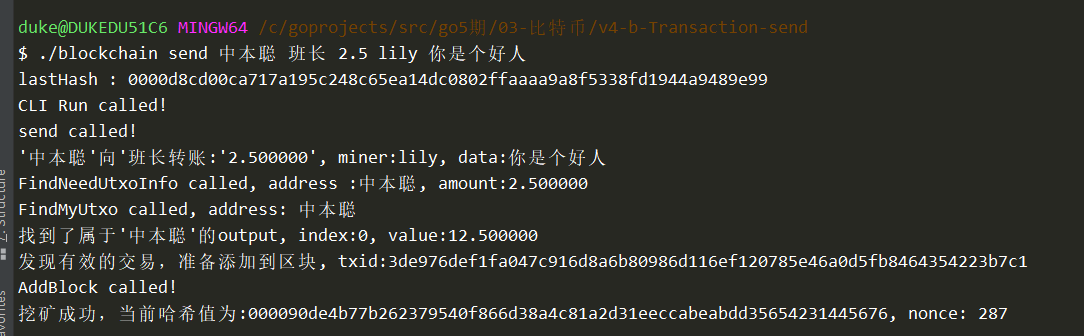 duke@DUKEDU51C6 MINGW64 /c/goprojects/src/go5期/03-比特币/v4-b-Transaction-send
$ ./blockchain send 中本聪 班长 2.5 lily 你是个好人
lastHash : 0000d8cd00ca717a195c248c65ea14dc0802ffaaaa9a8f5338fd1944a9489e99
CLI Run called!
send called!
'中本聪'向'班长转账:'2.500000', miner:lily, data:你是个好人
FindNeedUtxoInfo called, address :中本聪, amount:2.500000
FindMyUtxo called, address: 中本聪
找到了属于'中本聪'的output, index:0, value:12.500000
发现有效的交易，准备添加到区块, txid:3de976def1fa047c916d8a6b80986d116ef120785e46a0d5fb8464354223b7c1
AddBlock called!
挖矿成功，当前哈希值为:000090de4b77b262379540f866d38a4c81a2d31eeccabeabdd35654231445676, nonce: 287